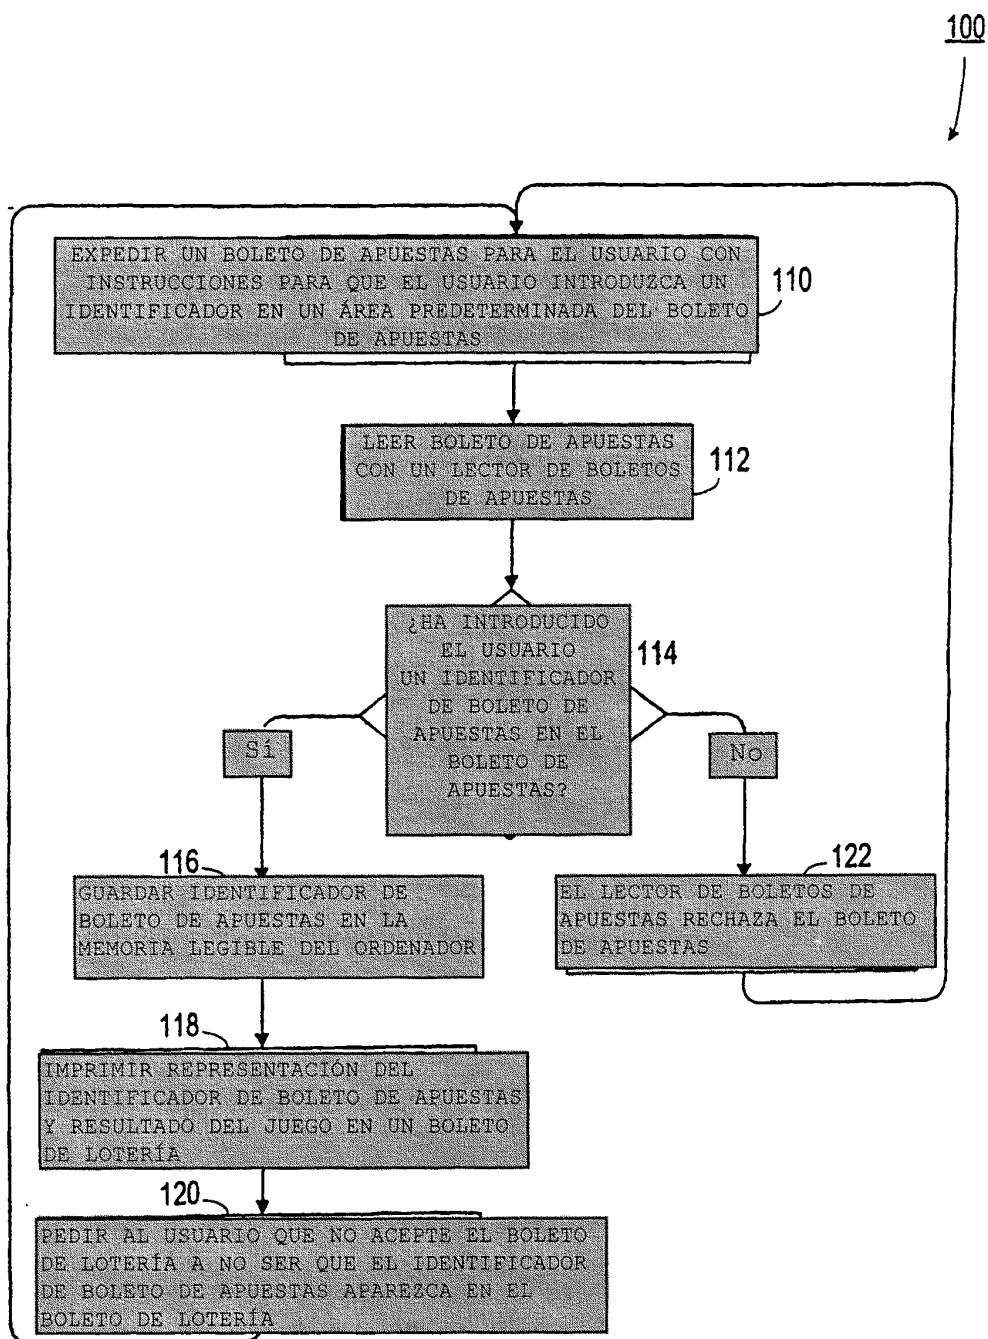 100
EXPEDIR UN BOLETO DE APUESTAS PARA EL USUARIO CON
INSTRUCCIONES PARA QUE EL USUARIO INTRODUZCA UN
IDENTIFICADOR EN UN ÁREA PREDETERMINADA DEL BOLETO
DE APUESTAS
110
LEER BOLETO DE APUESTAS
CON UN LECTOR DE BOLETOS
DE APUESTAS
112
¿HA INTRODUCIDO
EL USUARIO
UN IDENTIFICADOR
DE BOLETO DE
APUESTAS EN EL
BOLETO DE
APUESTAS?
114
Sí
No
116
GUARDAR IDENTIFICADOR DE
BOLETO DE APUESTAS EN LA
MEMORIA LEGIBLE DEL ORDENADOR
122
EL LECTOR DE BOLETOS DE
APUESTAS RECHAZA EL BOLETO
DE APUESTAS
118
IMPRIMIR REPRESENTACIÓN DEL
IDENTIFICADOR DE BOLETO DE APUESTAS
Y RESULTADO DEL JUEGO EN UN BOLETO
DE LOTERÍA
120
PEDIR AL USUARIO QUE NO ACEPTE EL BOLETO
DE LOTERÍA A NO SER QUE EL IDENTIFICADOR
DE BOLETO DE APUESTAS APAREZCA EN EL
BOLETO DE LOTERÍA